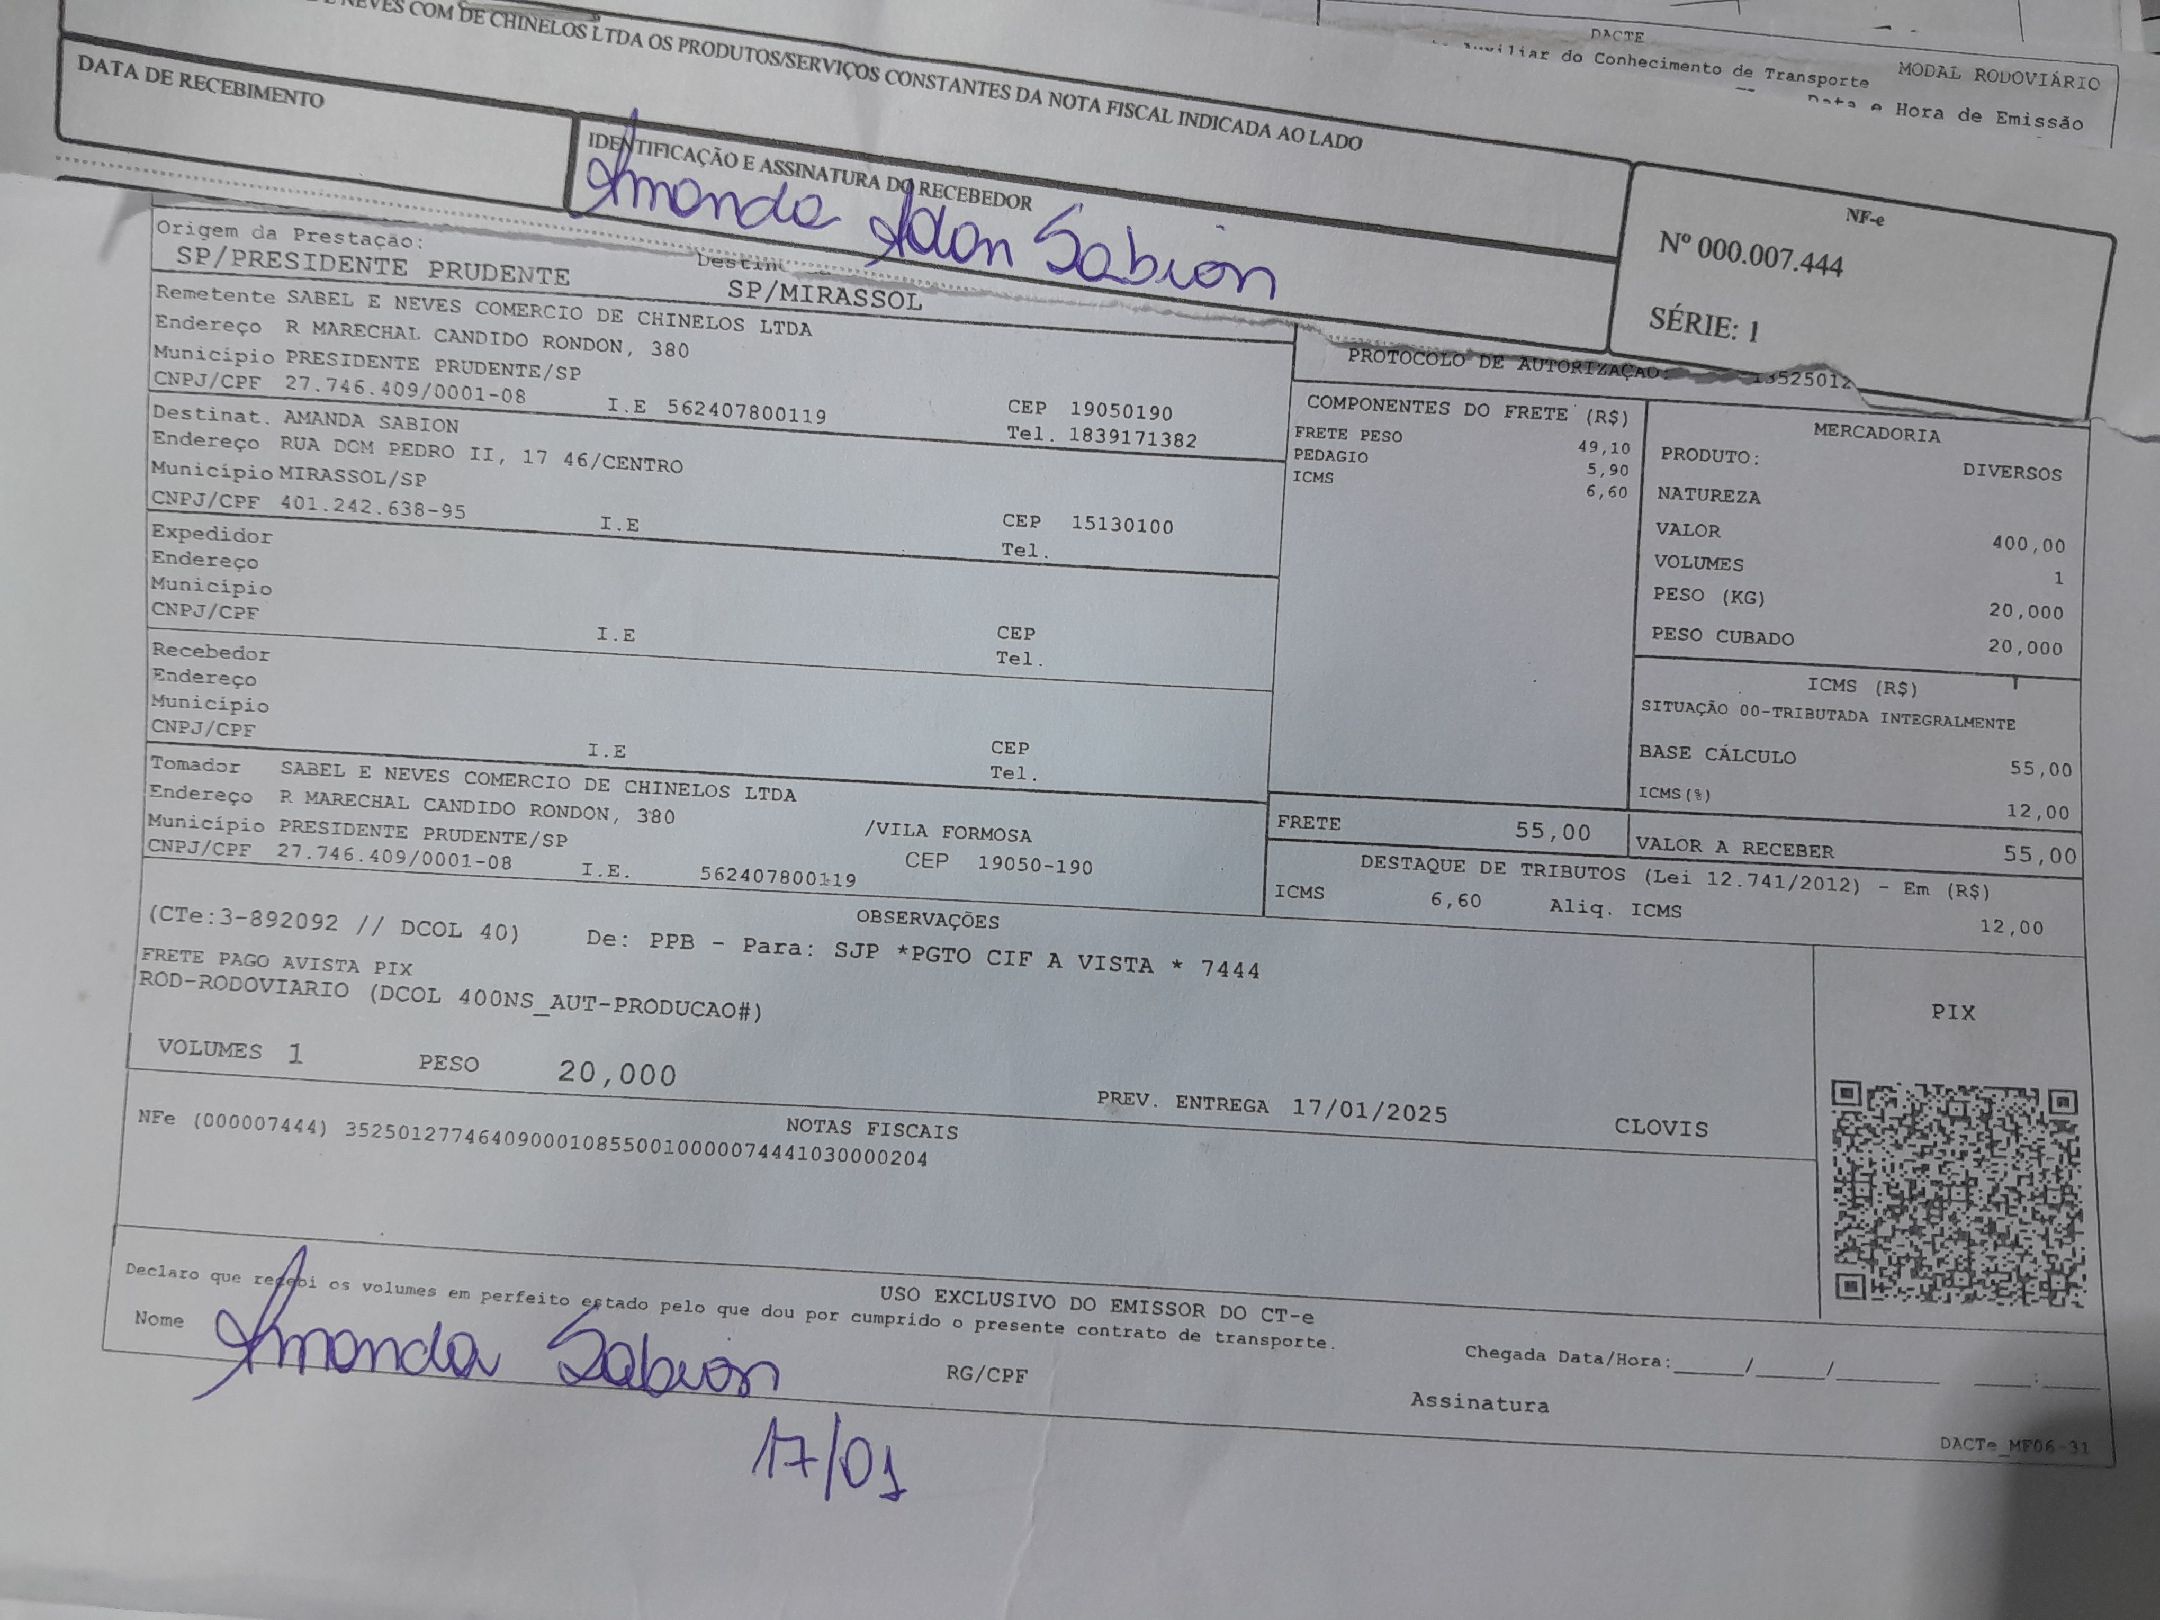 E NEVES COM DE CHINELOS LTDA OS PRODUTOS/SERVIÇOS CONSTANTES DA NOTA FISCAL INDICADA AO LADO
DACTE
Auxiliar do Conhecimento de Transporte
MODAL RODOVIÁRIO
Data e Hora de Emissão
DATA DE RECEBIMENTO
IDENTIFICAÇÃO E ASSINATURA DO RECEBEDOR
Amanda Adon Sabion
NF-e
Nº 000.007.444
SÉRIE: 1
Origem da Prestação:
SP/PRESIDENTE PRUDENTE
SP/MIRASSOL
Remetente SABEL E NEVES COMERCIO DE CHINELOS LTDA
Endereço R MARECHAL CANDIDO RONDON, 380
Município PRESIDENTE PRUDENTE/SP
CNPJ/CPF 27.746.409/0001-08 I.E 562407800119 CEP 19050190
Tel. 1839171382
Destinat. AMANDA SABION
Endereço RUA DOM PEDRO II, 17 46/CENTRO
Município MIRASSOL/SP
CNPJ/CPF 401.242.638-95 I.E CEP 15130100
Tel.
Expedidor
Endereço
Município
CNPJ/CPF I.E CEP
Tel.
Recebedor
Endereço
Município
CNPJ/CPF I.E CEP
Tel.
Tomador SABEL E NEVES COMERCIO DE CHINELOS LTDA
Endereço R MARECHAL CANDIDO RONDON, 380 /VILA FORMOSA
Município PRESIDENTE PRUDENTE/SP CEP 19050-190
CNPJ/CPF 27.746.409/0001-08 I.E. 562407800119
PROTOCOLO DE AUTORIZAÇÃO: 13525012
COMPONENTES DO FRETE (R$)
FRETE PESO 49,10
PEDAGIO 5,90
ICMS 6,60
MERCADORIA
PRODUTO: DIVERSOS
NATUREZA
VALOR 400,00
VOLUMES 1
PESO (KG) 20,000
PESO CUBADO 20,000
ICMS (R$)
SITUAÇÃO 00-TRIBUTADA INTEGRALMENTE
BASE CÁLCULO 55,00
ICMS(%) 12,00
FRETE 55,00 VALOR A RECEBER 55,00
DESTAQUE DE TRIBUTOS (Lei 12.741/2012) - Em (R$)
ICMS 6,60 Aliq. ICMS 12,00
OBSERVAÇÕES
(CTe:3-892092 // DCOL 40) De: PPB - Para: SJP *PGTO CIF A VISTA * 7444
FRETE PAGO AVISTA PIX
ROD-RODOVIARIO (DCOL 400NS_AUT-PRODUCAO#)
PIX
VOLUMES 1 PESO 20,000 PREV. ENTREGA 17/01/2025 CLOVIS
NOTAS FISCAIS
NFe (000007444) 35250127746409000108550010000074441030000204
USO EXCLUSIVO DO EMISSOR DO CT-e
Declaro que recebi os volumes em perfeito estado pelo que dou por cumprido o presente contrato de transporte.
Nome Amanda Sabion RG/CPF
Chegada Data/Hora:_____/_____/________ ____:____
Assinatura
17/01
DACTe_MF06-31